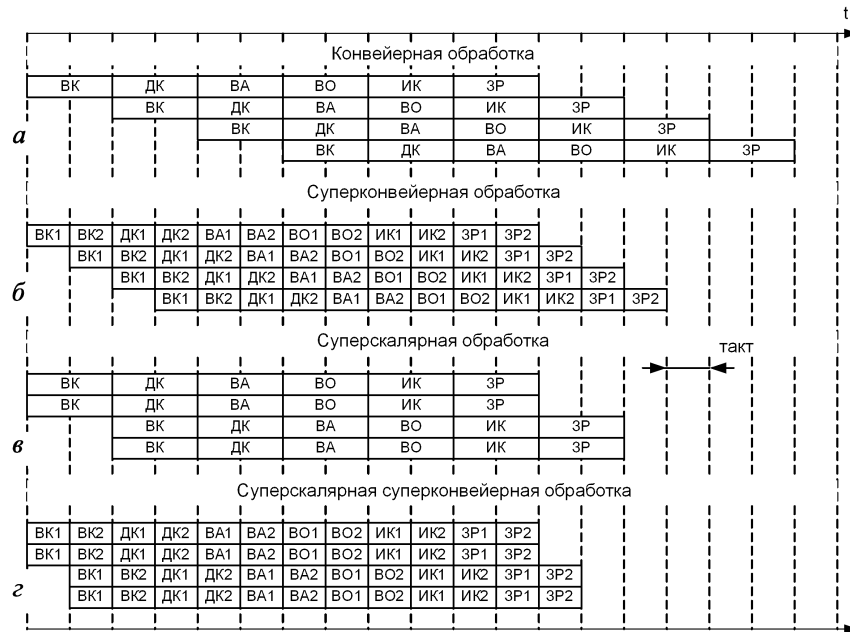 t
Конвейерная обработка
ВК ДК ВА ВО ИК ЗР
ВК ДК ВА ВО ИК ЗР
а
ВК ДК ВА ВО ИК ЗР
ВК ДК ВА ВО ИК ЗР
Суперконвейерная обработка
ВК1 ВК2 ДК1 ДК2 ВА1 ВА2 ВО1 ВО2 ИК1 ИК2 ЗР1 ЗР2
ВК1 ВК2 ДК1 ДК2 ВА1 ВА2 ВО1 ВО2 ИК1 ИК2 ЗР1 ЗР2
ВК1 ВК2 ДК1 ДК2 ВА1 ВА2 ВО1 ВО2 ИК1 ИК2 ЗР1 ЗР2
б
ВК1 ВК2 ДК1 ДК2 ВА1 ВА2 ВО1 ВО2 ИК1 ИК2 ЗР1 ЗР2
Суперскалярная обработка
такт
ВК ДК ВА ВО ИК ЗР
ВК ДК ВА ВО ИК ЗР
ВК ДК ВА ВО ИК ЗР
в
ВК ДК ВА ВО ИК ЗР
Суперскалярная суперконвейерная обработка
ВК1 ВК2 ДК1 ДК2 ВА1 ВА2 ВО1 ВО2 ИК1 ИК2 ЗР1 ЗР2
ВК1 ВК2 ДК1 ДК2 ВА1 ВА2 ВО1 ВО2 ИК1 ИК2 ЗР1 ЗР2
ВК1 ВК2 ДК1 ДК2 ВА1 ВА2 ВО1 ВО2 ИК1 ИК2 ЗР1 ЗР2
г
ВК1 ВК2 ДК1 ДК2 ВА1 ВА2 ВО1 ВО2 ИК1 ИК2 ЗР1 ЗР2